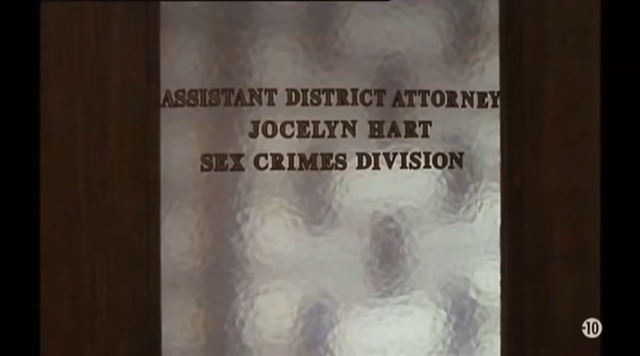 ASSISTANT DISTRICT ATTORNEY
JOCELYN HART
SEX CRIMES DIVISION
-10